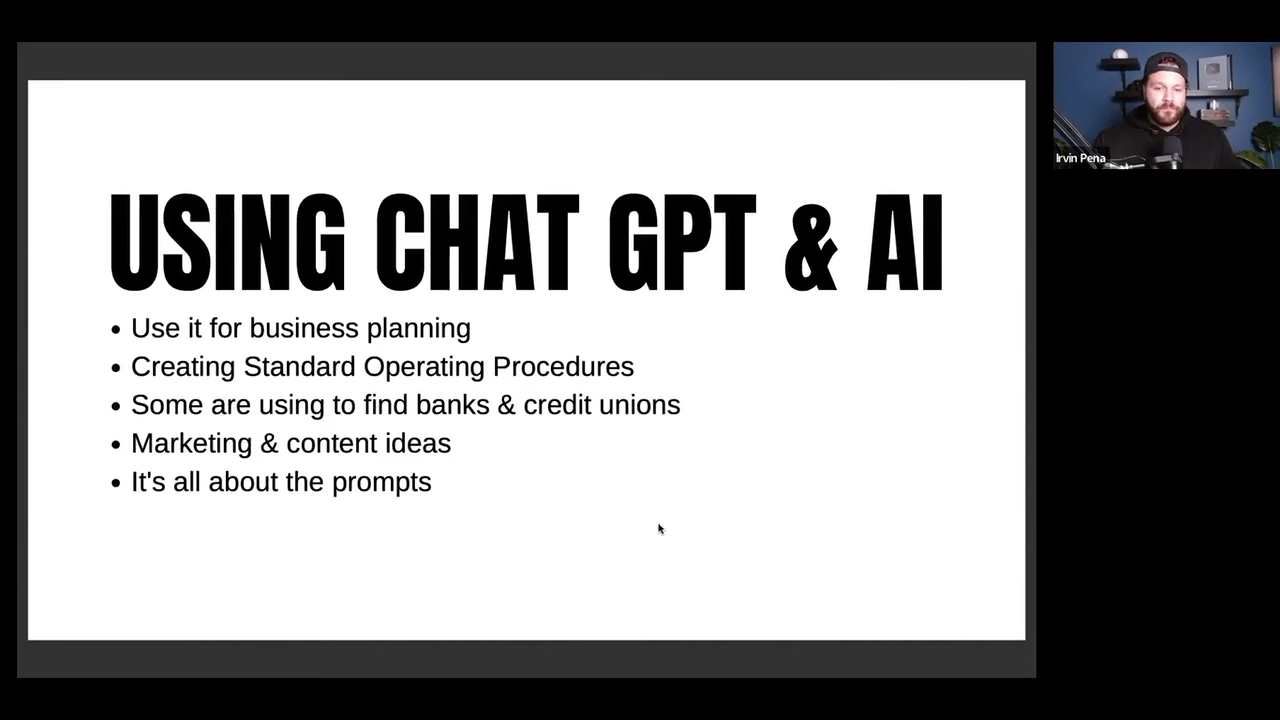 USING CHAT GPT & AI
• Use it for business planning
• Creating Standard Operating Procedures
• Some are using to find banks & credit unions
• Marketing & content ideas
• It's all about the prompts
Irvin Pena